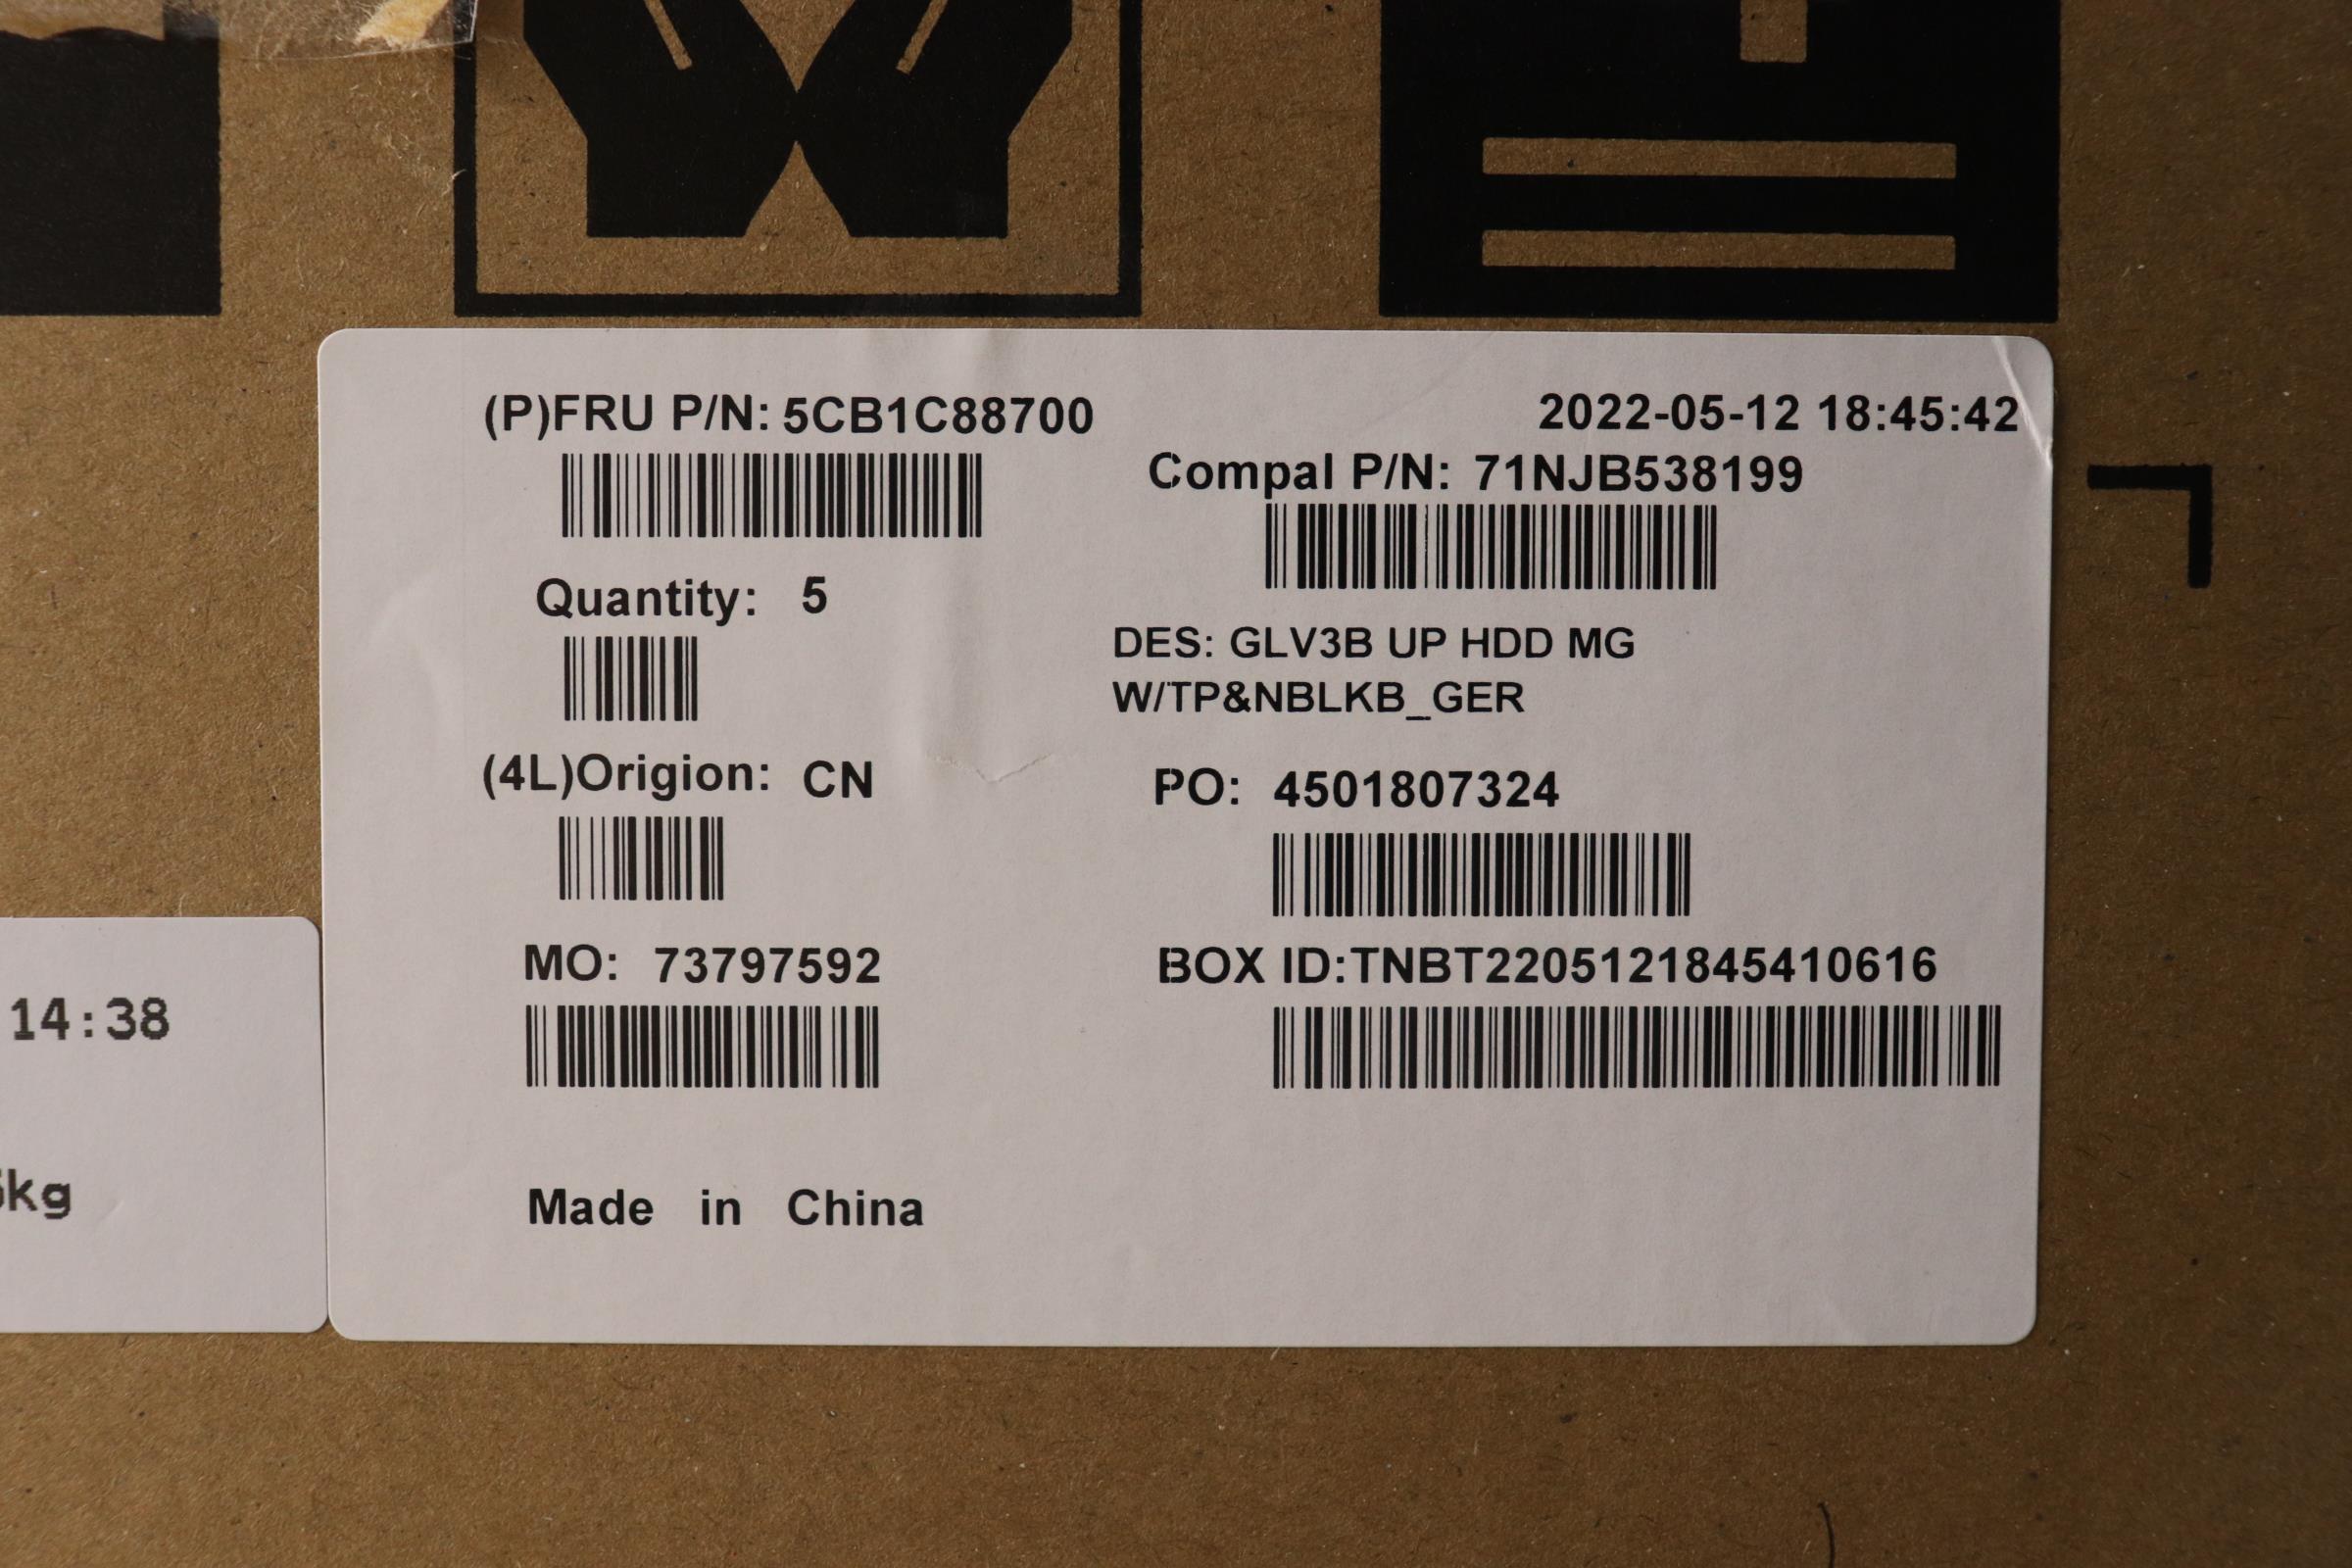 (P)FRU P/N: 5CB1C88700
2022-05-12 18:45:42
Compal P/N: 71NJB538199
Quantity: 5
DES: GLV3B UP HDD MG
W/TP&NBLKB_GER
(4L)Origion: CN
PO: 4501807324
MO: 73797592
BOX ID:TNBT2205121845410616
Made in China
14:38
kg